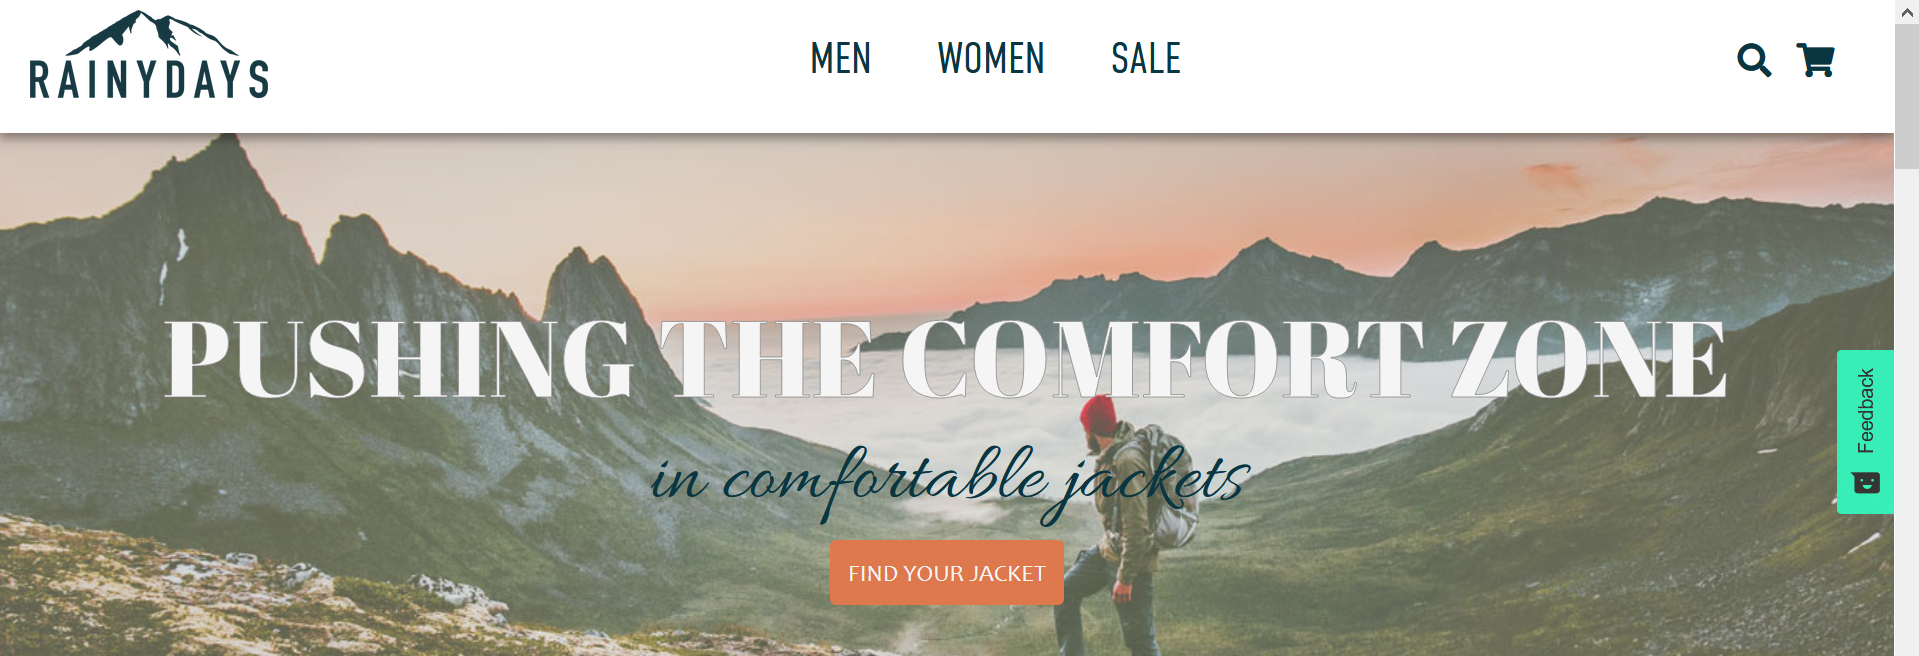 RAINYDAYS
MEN WOMEN SALE
PUSHING THE COMFORT ZONE
in comfortable jackets
FIND YOUR JACKET
Feedback